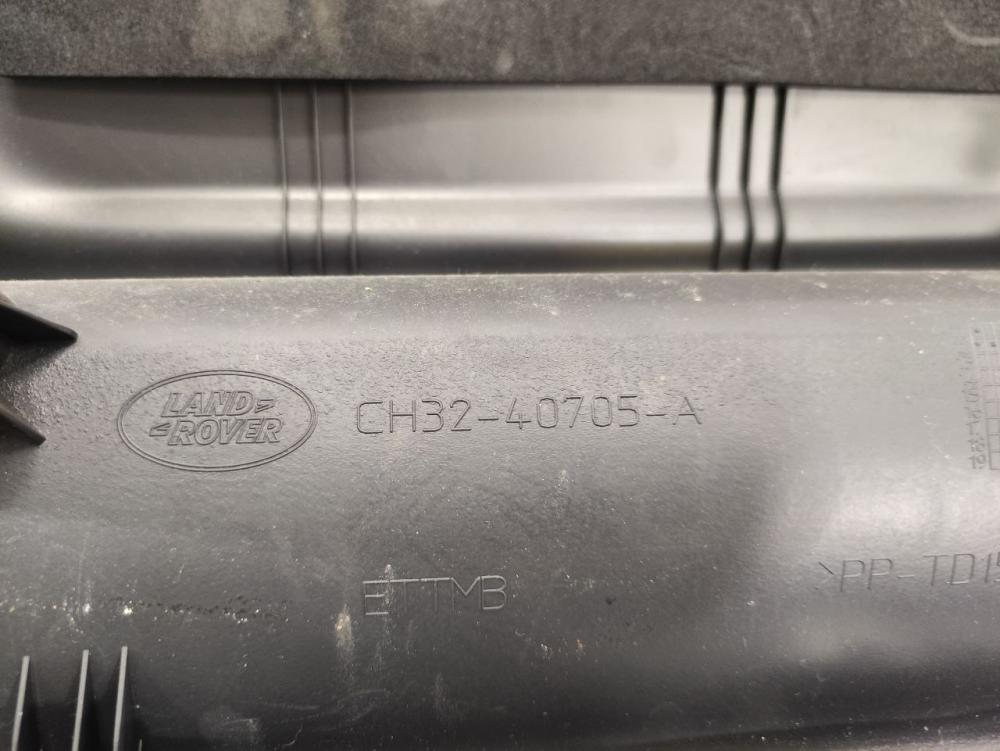 LAND
ROVER
CH32-40705-A
ETTMB
>PP-TD15